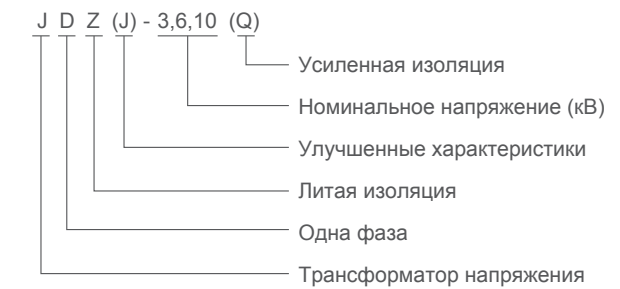 J D Z (J) - 3,6,10 (Q)
Усиленная изоляция
Номинальное напряжение (кВ)
Улучшенные характеристики
Литая изоляция
Одна фаза
Трансформатор напряжения